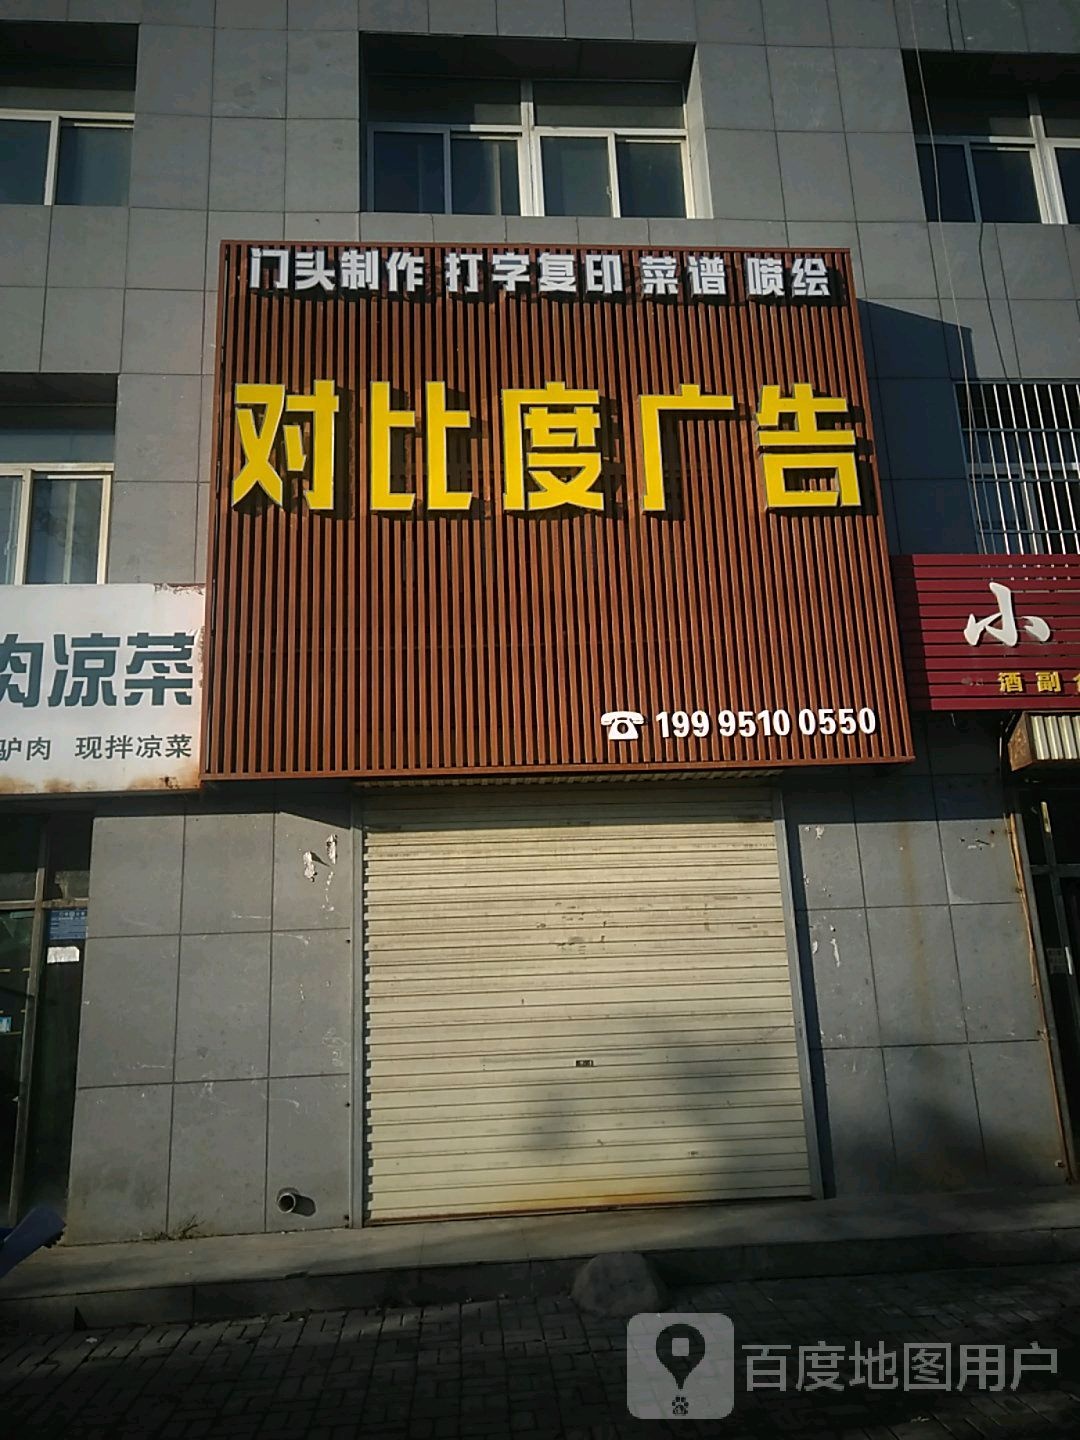 门头制作 打字复印 菜谱 喷绘
对比度广告
☎ 199 9510 0550
肉凉菜
驴肉 现拌凉菜
小
酒副
百度地图用户